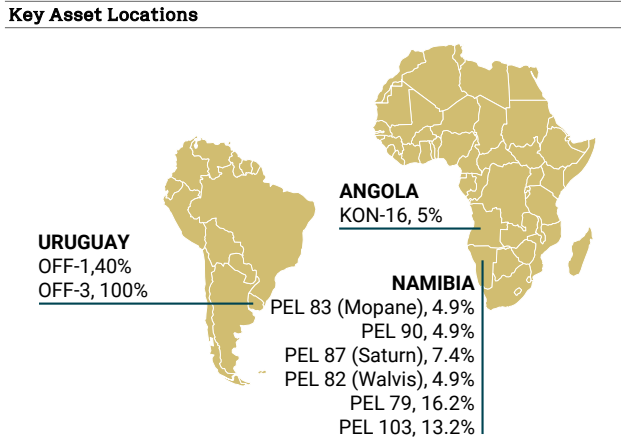 Key Asset Locations
ANGOLA
KON-16, 5%
URUGUAY
OFF-1,40%
OFF-3, 100%
NAMIBIA
PEL 83 (Mopane), 4.9%
PEL 90, 4.9%
PEL 87 (Saturn), 7.4%
PEL 82 (Walvis), 4.9%
PEL 79, 16.2%
PEL 103, 13.2%